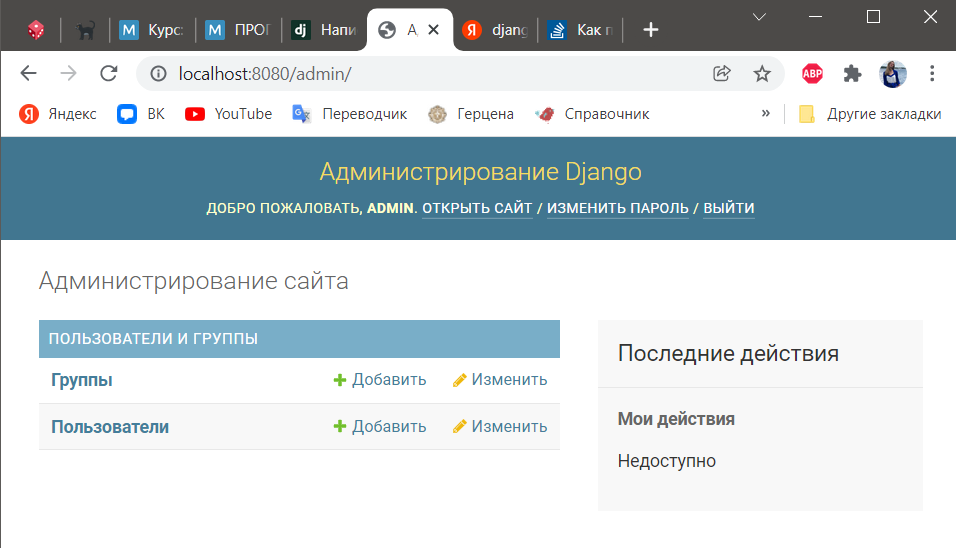 Курс:
ПРОГ
Напи
А
djang
Как п
localhost:8080/admin/
ABP
Яндекс
ВК
YouTube
Переводчик
Герцена
Справочник
»
Другие закладки
Администрирование Django
ДОБРО ПОЖАЛОВАТЬ, ADMIN. ОТКРЫТЬ САЙТ / ИЗМЕНИТЬ ПАРОЛЬ / ВЫЙТИ
Администрирование сайта
ПОЛЬЗОВАТЕЛИ И ГРУППЫ
Группы Добавить Изменить
Пользователи Добавить Изменить
Последние действия
Мои действия
Недоступно